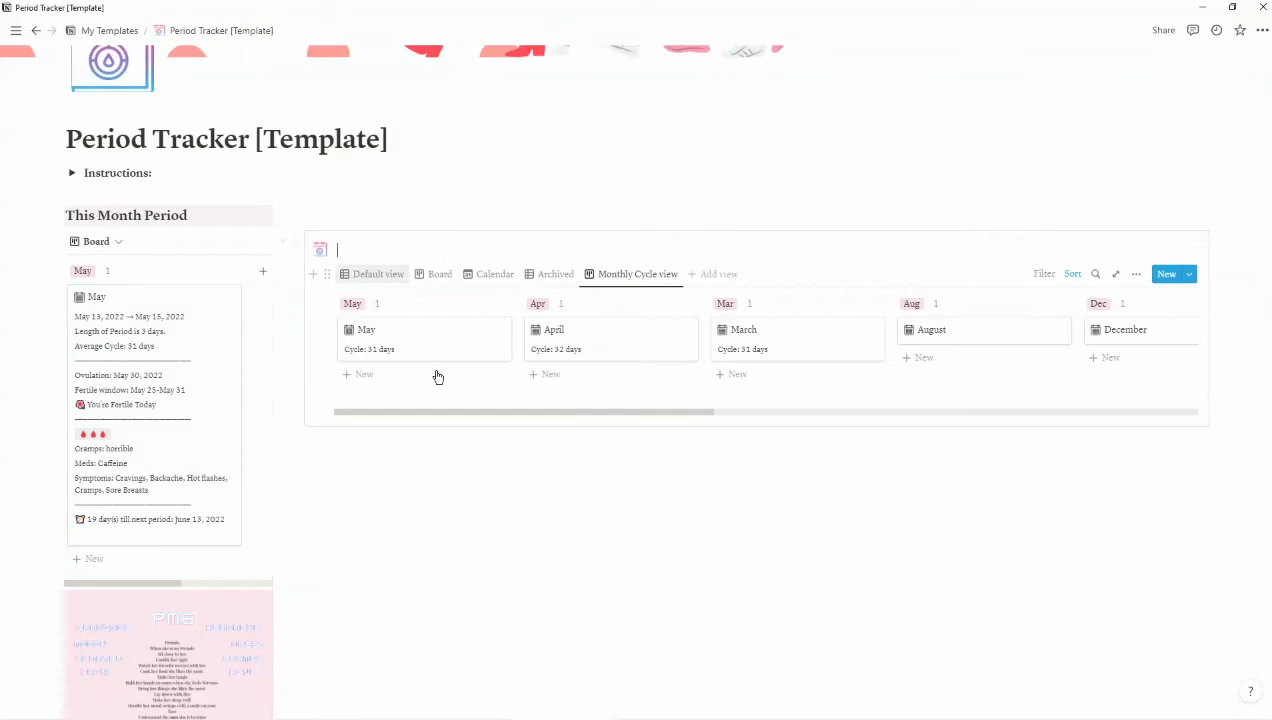 Period Tracker [Template]
My Templates / Period Tracker [Template]
Share
Period Tracker [Template]
Instructions:
This Month Period
Board
May 1
May
May 13, 2022 → May 15, 2022
Length of Period is 3 days.
Average Cycle: 31 days
Ovulation: May 30, 2022
Fertile window: May 25-May 31
You're Fertile Today
Cramps: horrible
Meds: Caffeine
Symptoms: Cravings, Backache, Hot flashes,
Cramps, Sore Breasts
19 day(s) till next period: June 13, 2022
+ New
PMS
Default view Board Calendar Archived Monthly Cycle view + Add view
Filter Sort New
May 1 Apr 1 Mar 1 Aug 1 Dec 1
May April March August December
Cycle: 31 days Cycle: 32 days Cycle: 31 days
+ New + New + New + New + New
?